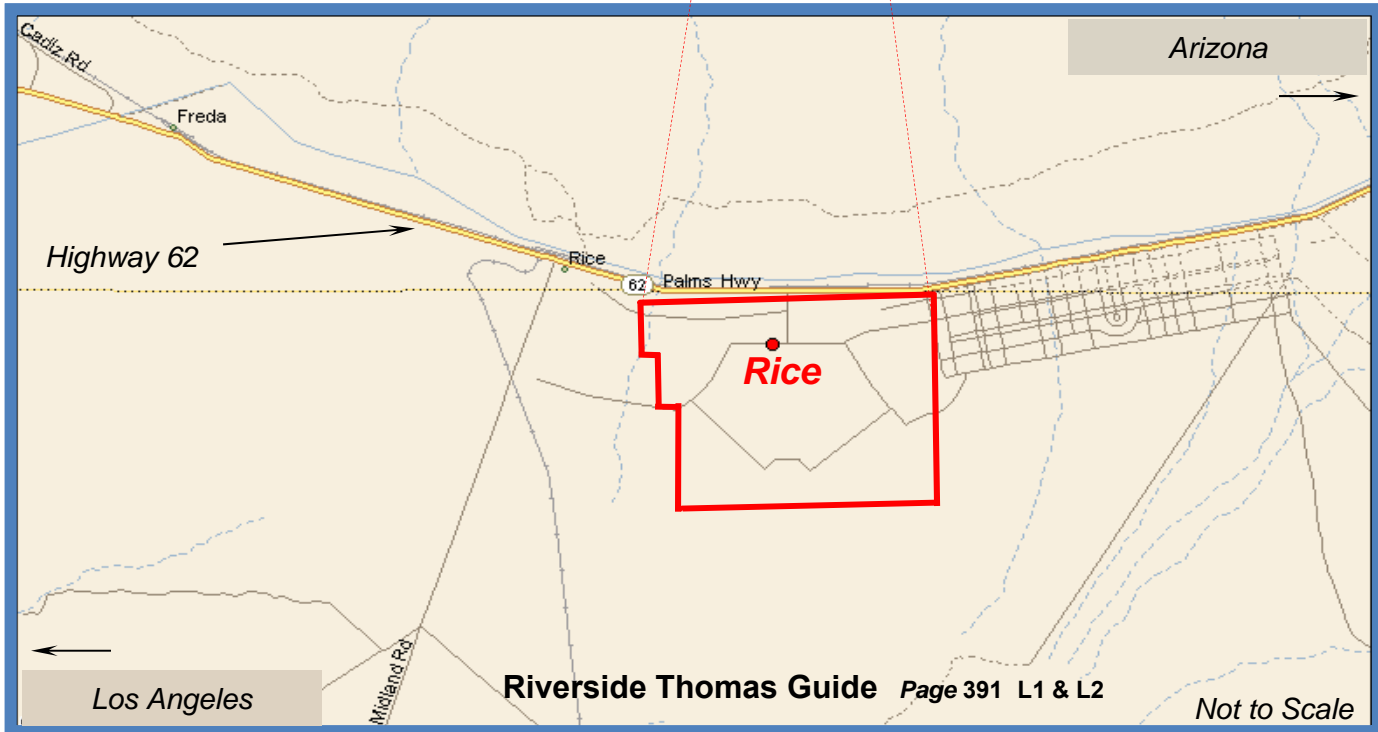 Cadiz Rd
Arizona
Freda
Highway 62
Rice
62 Palms Hwy
Rice
Midland Rd
Los Angeles
Riverside Thomas Guide Page 391 L1 & L2
Not to Scale